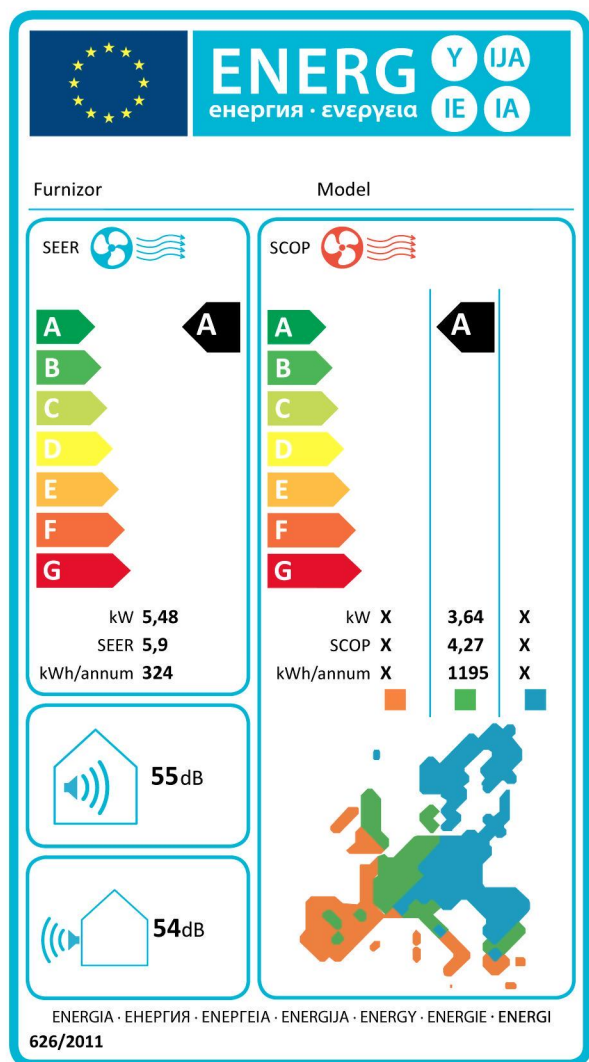 ENERG Y IJA
енергия · ενεργεια IE IA
Furnizor Model
SEER
A A
B
C
D
E
F
G
kW 5,48
SEER 5,9
kWh/annum 324
SCOP
A A
B
C
D
E
F
G
kW X 3,64 X
SCOP X 4,27 X
kWh/annum X 1195 X
55dB
54dB
ENERGIA · ЕНЕРГИЯ · ΕΝΕΡΓΕΙΑ · ENERGIJA · ENERGY · ENERGIE · ENERGI
626/2011